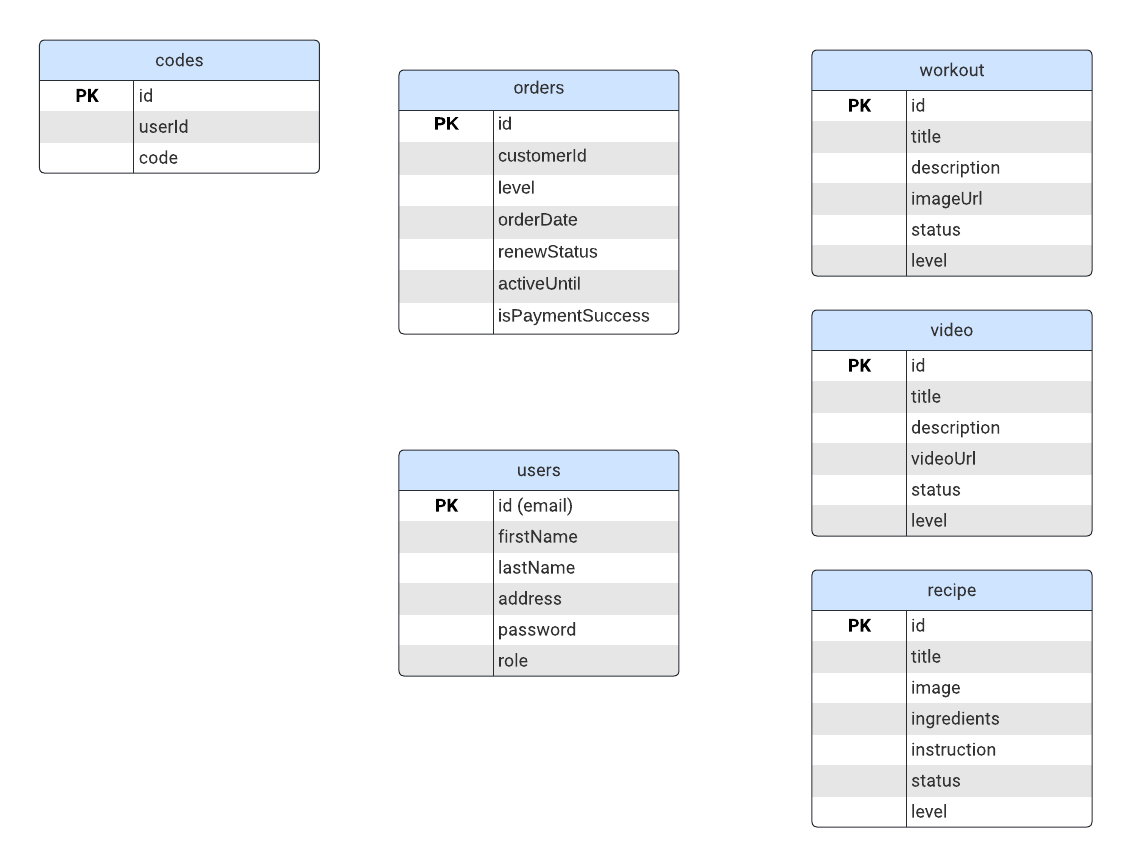 codes
PK id
userId
code
orders
PK id
customerId
level
orderDate
renewStatus
activeUntil
isPaymentSuccess
users
PK id (email)
firstName
lastName
address
password
role
workout
PK id
title
description
imageUrl
status
level
video
PK id
title
description
videoUrl
status
level
recipe
PK id
title
image
ingredients
instruction
status
level